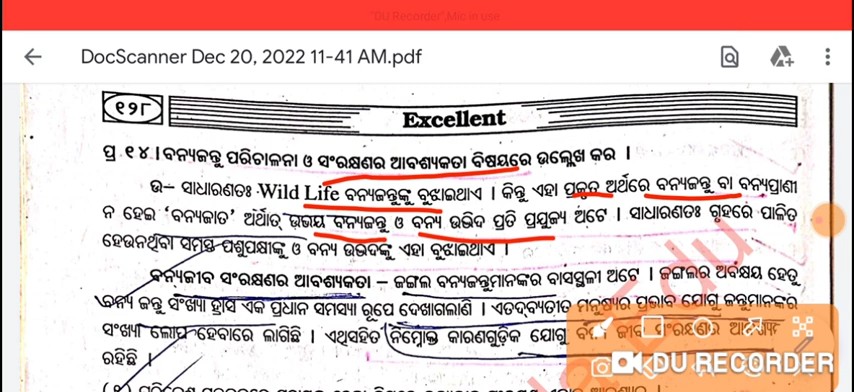 "DU Recorder",Mic in use
DocScanner Dec 20, 2022 11-41 AM.pdf
୧୨୮
Excellent
ପ୍ର.୧୪। ବନ୍ୟଜନ୍ତୁ ପରିଚାଳନା ଓ ସଂରକ୍ଷଣର ଆବଶ୍ୟକତା ବିଷୟରେ ଉଲ୍ଲେଖ କର ।
ଉ– ସାଧାରଣତଃ Wild Life ବନ୍ୟଜନ୍ତୁଙ୍କୁ ବୁଝାଇଥାଏ । କିନ୍ତୁ ଏହା ପ୍ରକୃତ ଅର୍ଥରେ ବନ୍ୟଜନ୍ତୁ ବା ବନ୍ୟପ୍ରାଣୀ
ନ ହେଇ 'ବନ୍ୟଜାତ' ଅର୍ଥାତ୍ ଉଭୟ ବନ୍ୟଜନ୍ତୁ ଓ ବନ୍ୟ ଉଦ୍ଭିଦ ପ୍ରତି ପ୍ରଯୁଜ୍ୟ ଅଟେ । ସାଧାରଣତଃ ଗୃହରେ ପାଳିତ
ହେଉନଥିବା ସମସ୍ତ ପଶୁପକ୍ଷୀଙ୍କୁ ଓ ବନ୍ୟ ଉଦ୍ଭିଦଙ୍କୁ ଏହା ବୁଝାଇଥାଏ ।
ବନ୍ୟଜୀବ ସଂରକ୍ଷଣର ଆବଶ୍ୟକତା – ଜଙ୍ଗଲ ବନ୍ୟଜନ୍ତୁମାନଙ୍କର ବାସସ୍ଥଳୀ ଅଟେ । ଜଙ୍ଗଲର ଅବକ୍ଷୟ ହେତୁ
ବନ୍ୟ ଜନ୍ତୁ ସଂଖ୍ୟା ହ୍ରାସ ଏକ ପ୍ରଧାନ ସମସ୍ୟା ରୂପେ ଦେଖାଗଲାଣି । ଏତଦ୍‌ବ୍ୟତୀତ ମନୁଷ୍ୟର ପ୍ରଭାବ ଯୋଗୁ ଜନ୍ତୁମାନଙ୍କର
ସଂଖ୍ୟା ଲୋପ ହେବାରେ ଲାଗିଛି । ଏଥିସହିତ ନିମ୍ନୋକ୍ତ କାରଣଗୁଡ଼ିକ ଯୋଗୁ ଜୀବ ସଂରକ୍ଷଣର
ରହିଛି ।
DU RECORDER